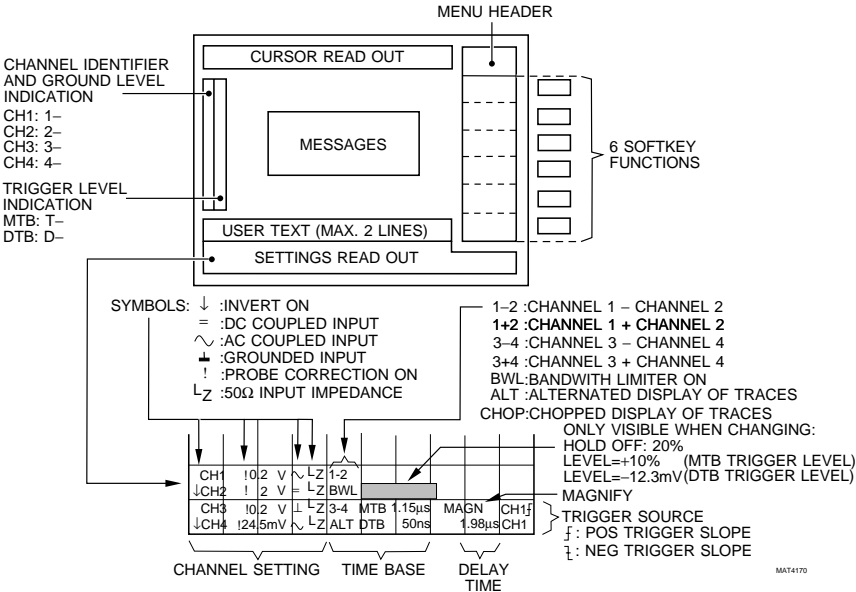 MENU HEADER
CURSOR READ OUT
CHANNEL IDENTIFIER
AND GROUND LEVEL
INDICATION
CH1: 1–
CH2: 2–
CH3: 3–
CH4: 4–
MESSAGES
6 SOFTKEY
FUNCTIONS
TRIGGER LEVEL
INDICATION
MTB: T–
DTB: D–
USER TEXT (MAX. 2 LINES)
SETTINGS READ OUT
SYMBOLS: ↓ :INVERT ON
= :DC COUPLED INPUT
∿ :AC COUPLED INPUT
⊥ :GROUNDED INPUT
! :PROBE CORRECTION ON
└Z :50Ω INPUT IMPEDANCE
1–2 :CHANNEL 1 – CHANNEL 2
1+2 :CHANNEL 1 + CHANNEL 2
3–4 :CHANNEL 3 – CHANNEL 4
3+4 :CHANNEL 3 + CHANNEL 4
BWL:BANDWITH LIMITER ON
ALT :ALTERNATED DISPLAY OF TRACES
CHOP:CHOPPED DISPLAY OF TRACES
ONLY VISIBLE WHEN CHANGING:
HOLD OFF: 20%
LEVEL=+10% (MTB TRIGGER LEVEL)
LEVEL=–12.3mV(DTB TRIGGER LEVEL)
MAGNIFY
TRIGGER SOURCE
ƒ: POS TRIGGER SLOPE
ʅ: NEG TRIGGER SLOPE
CH1 !0.2 V ∿ └Z 1-2
↓CH2 ! 2 V = └Z BWL
CH3 !0.2 V ⊥ └Z 3-4 MTB 1.15µs MAGN CH1ƒ
↓CH4 !24.5mV ∿ └Z ALT DTB 50ns 1.98µs CH1
CHANNEL SETTING
TIME BASE
DELAY
TIME
MAT4170